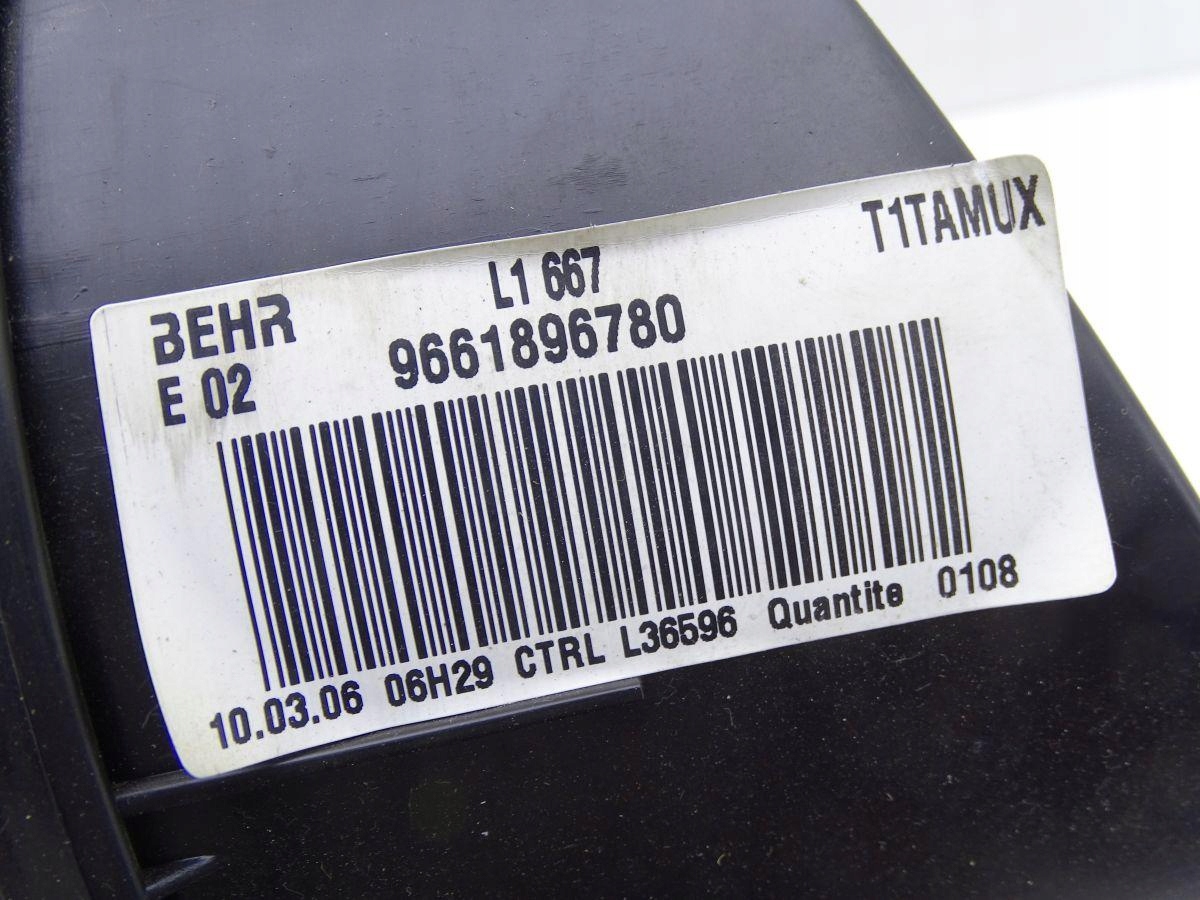 T1TAMUX
L1 667
BEHR 9661896780
E 02
10.03.06 06H29 CTRL L36596 Quantite 0108